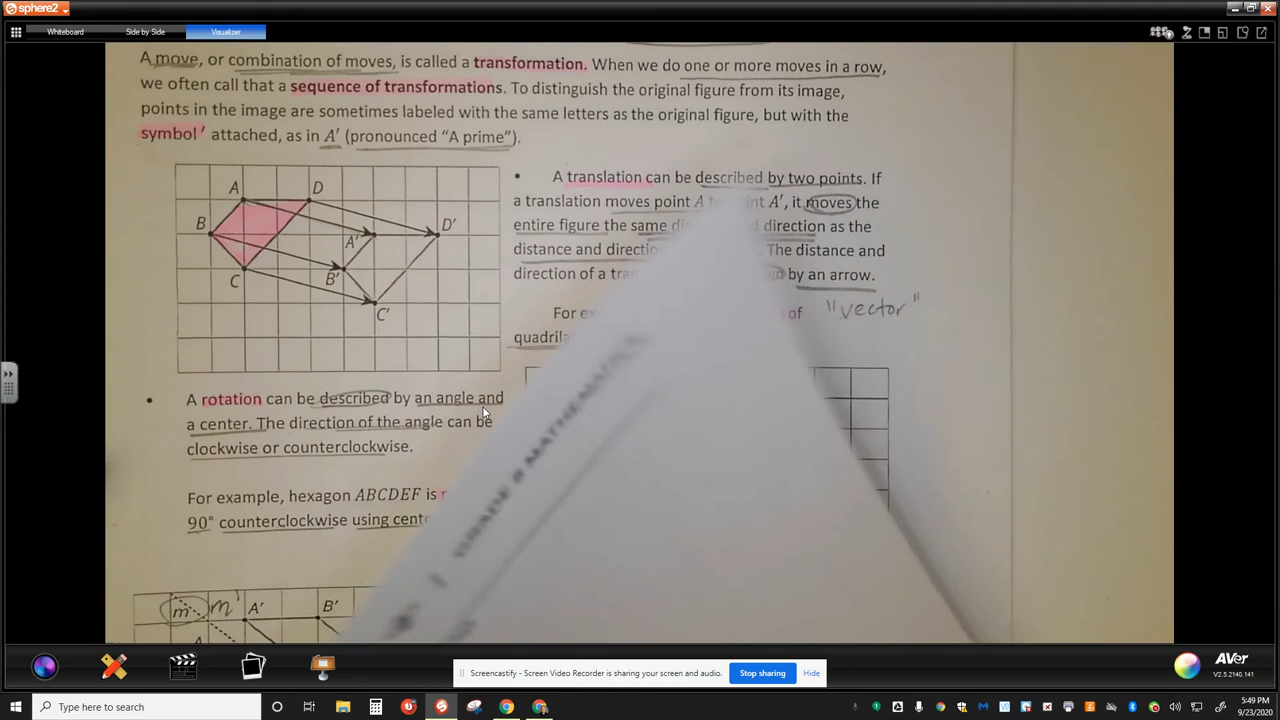 sphere2
Whiteboard Side by Side Visualizer
A move, or combination of moves, is called a transformation. When we do one or more moves in a row,
we often call that a sequence of transformations. To distinguish the original figure from its image,
points in the image are sometimes labeled with the same letters as the original figure, but with the
symbol ′ attached, as in A′ (pronounced “A prime”).
A D
B A′ D′
C B′
C′
• A translation can be described by two points. If
a translation moves point A A′, it moves the
entire figure the same direction as the
distance and The distance and
direction of a by an arrow.
For of "vector"
• A rotation can be described by an angle and
a center. The direction of the angle can be
clockwise or counterclockwise.
For example, hexagon ABCDEF is
90° counterclockwise using
m m' A′ B′
A
GRADE 8 MATHEMATICS
Screencastify - Screen Video Recorder is sharing your screen and audio. Stop sharing Hide
AVer
V2.5.2140.141
Type here to search
5:49 PM
9/23/2020